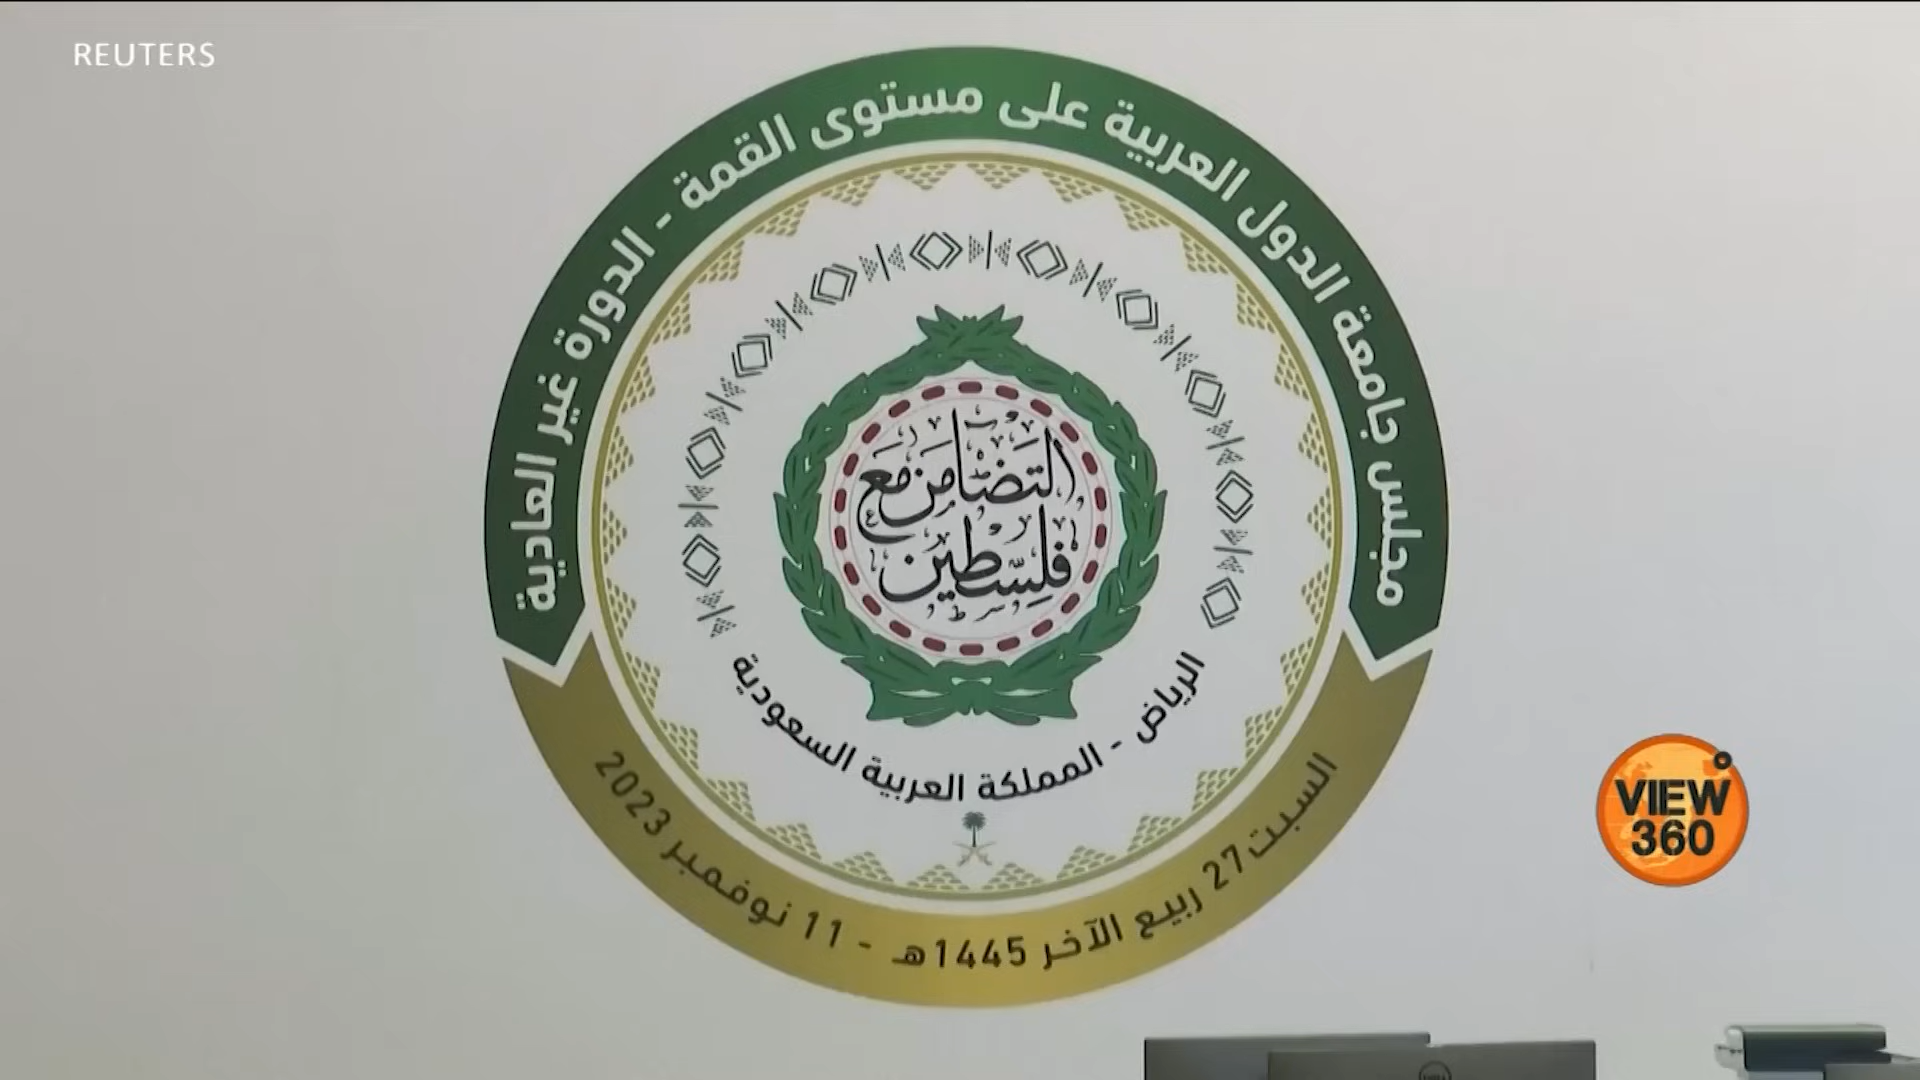 REUTERS
مجلس جامعة الدول العربية على مستوى القمة - الدورة غير العادية
التضامن مع
فلسطين
الرياض - المملكة العربية السعودية
السبت 27 ربيع الآخر 1445هـ - 11 نوفمبر 2023
VIEW
360
DELL